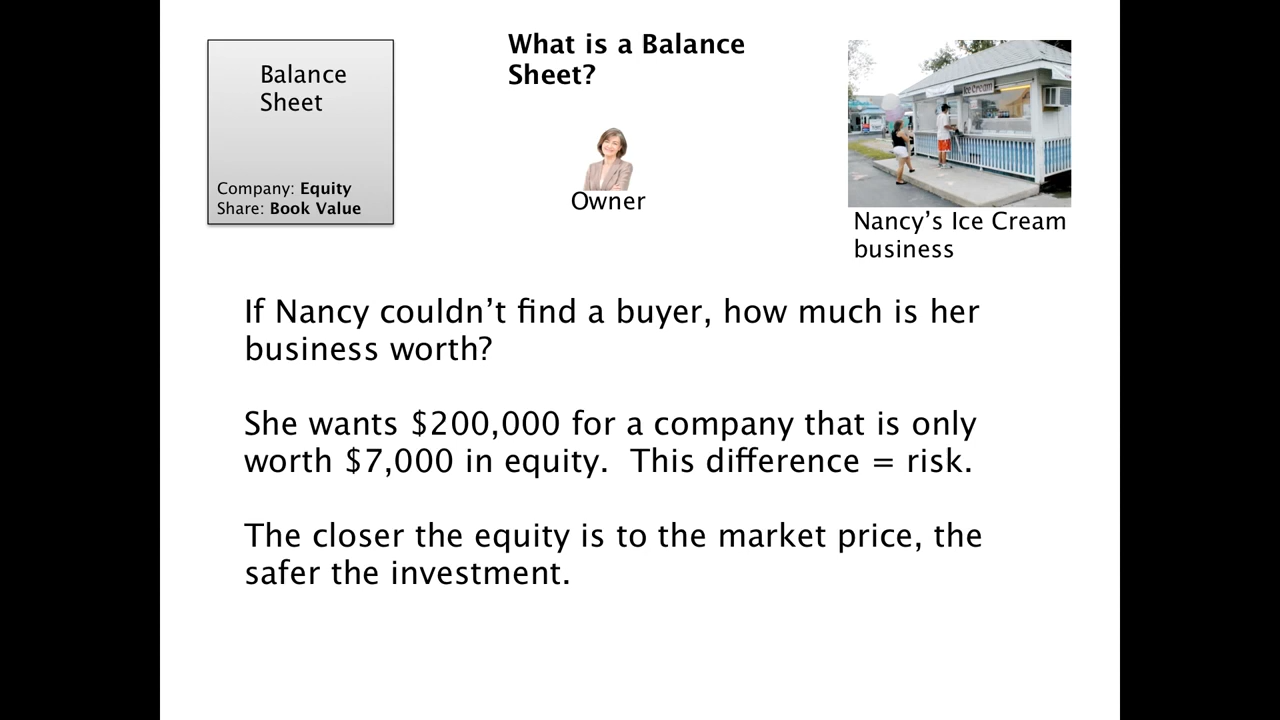 What is a Balance
Sheet?
Balance
Sheet
Company: Equity
Share: Book Value
Owner
Ice Cream
Nancy’s Ice Cream
business
If Nancy couldn’t find a buyer, how much is her
business worth?
She wants $200,000 for a company that is only
worth $7,000 in equity.  This difference = risk.
The closer the equity is to the market price, the
safer the investment.